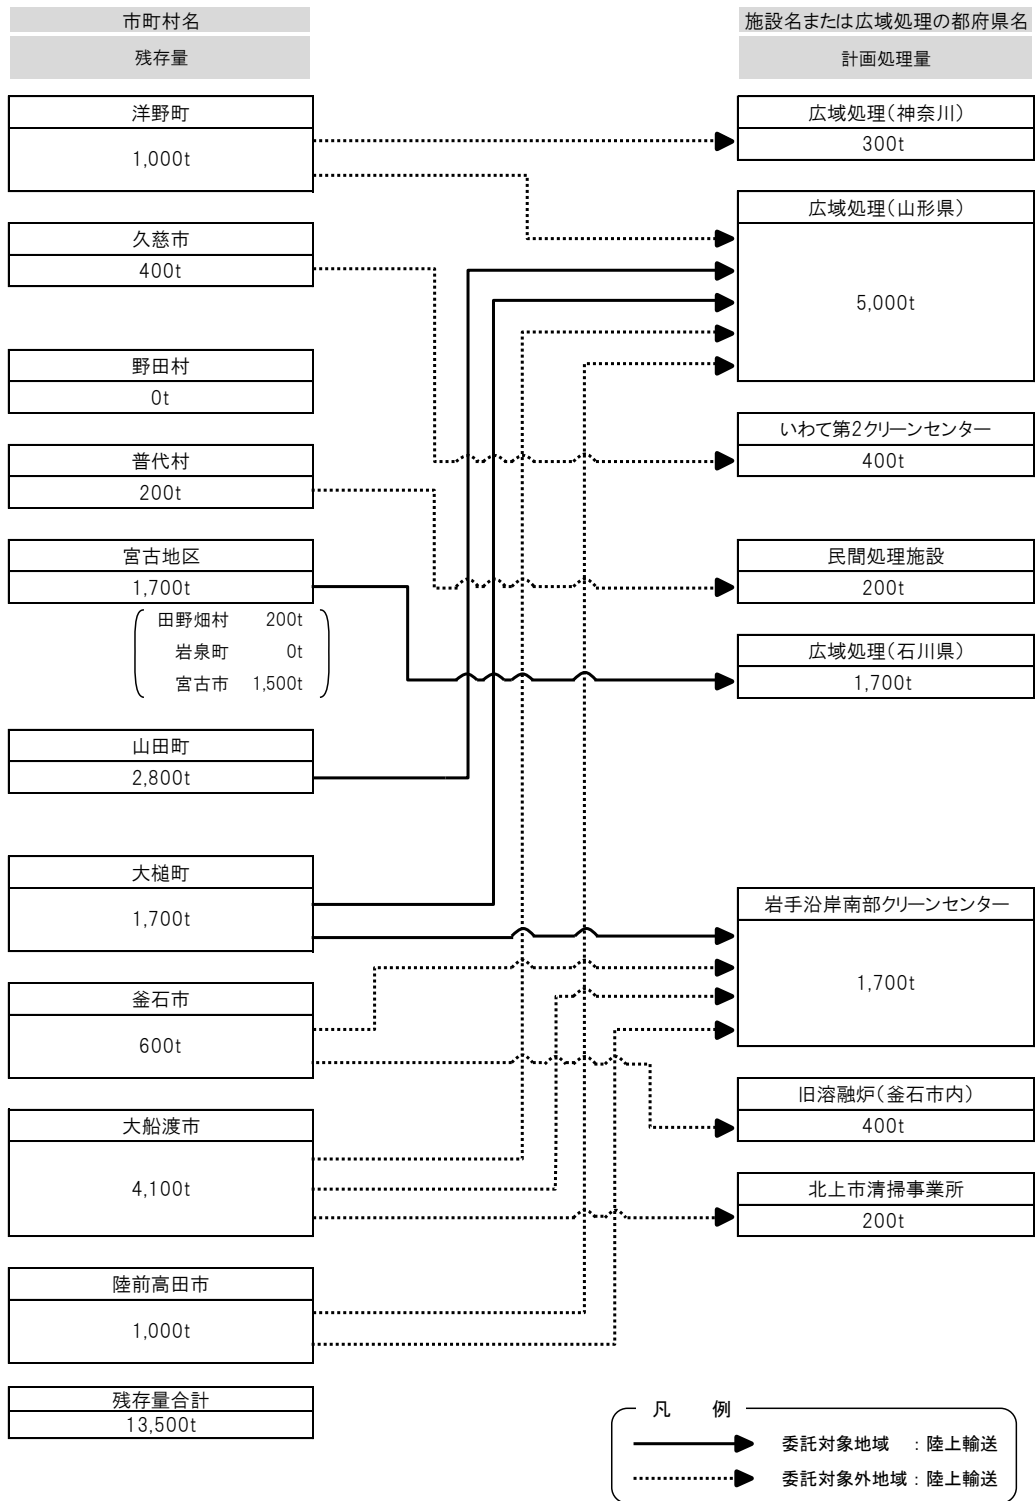 市町村名
残存量
洋野町
1,000t
久慈市
400t
野田村
0t
普代村
200t
宮古地区
1,700t
田野畑村 200t
岩泉町 0t
宮古市 1,500t
山田町
2,800t
大槌町
1,700t
釜石市
600t
大船渡市
4,100t
陸前高田市
1,000t
残存量合計
13,500t
施設名または広域処理の都府県名
計画処理量
広域処理(神奈川)
300t
広域処理(山形県)
5,000t
いわて第2クリーンセンター
400t
民間処理施設
200t
広域処理(石川県)
1,700t
岩手沿岸南部クリーンセンター
1,700t
旧溶融炉(釜石市内)
400t
北上市清掃事業所
200t
凡 例
委託対象地域 :陸上輸送
委託対象外地域:陸上輸送